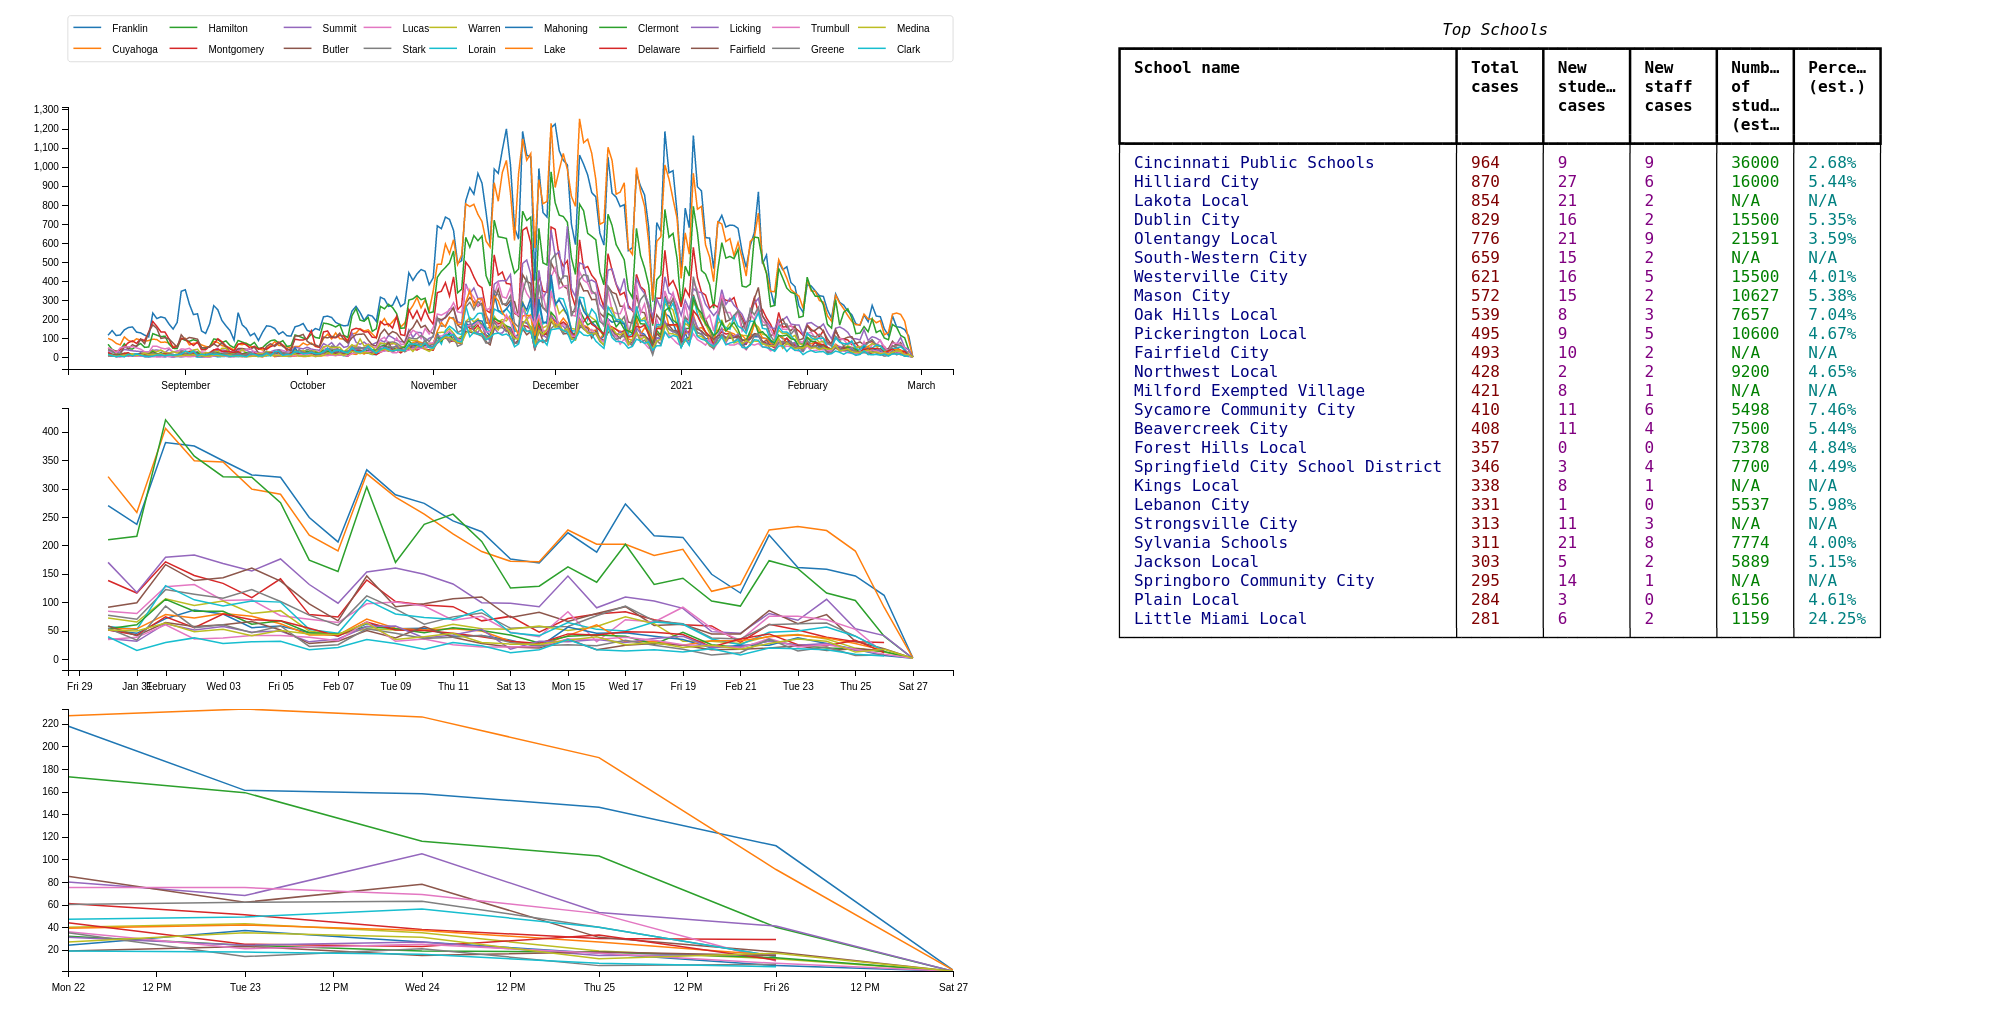 Franklin Hamilton Summit Lucas Warren Mahoning Clermont Licking Trumbull Medina
Cuyahoga Montgomery Butler Stark Lorain Lake Delaware Fairfield Greene Clark
1,300
1,200
1,100
1,000
900
800
700
600
500
400
300
200
100
0
September October November December 2021 February March
400
350
300
250
200
150
100
50
0
Fri 29 Jan 31 February Wed 03 Fri 05 Feb 07 Tue 09 Thu 11 Sat 13 Mon 15 Wed 17 Fri 19 Feb 21 Tue 23 Thu 25 Sat 27
220
200
180
160
140
120
100
80
60
40
20
Mon 22 12 PM Tue 23 12 PM Wed 24 12 PM Thu 25 12 PM Fri 26 12 PM Sat 27
Top Schools
School name Total New New Numb… Perce…
cases stude… staff of (est.)
cases cases stud…
(est…
Cincinnati Public Schools 964 9 9 36000 2.68%
Hilliard City 870 27 6 16000 5.44%
Lakota Local 854 21 2 N/A N/A
Dublin City 829 16 2 15500 5.35%
Olentangy Local 776 21 9 21591 3.59%
South-Western City 659 15 2 N/A N/A
Westerville City 621 16 5 15500 4.01%
Mason City 572 15 2 10627 5.38%
Oak Hills Local 539 8 3 7657 7.04%
Pickerington Local 495 9 5 10600 4.67%
Fairfield City 493 10 2 N/A N/A
Northwest Local 428 2 2 9200 4.65%
Milford Exempted Village 421 8 1 N/A N/A
Sycamore Community City 410 11 6 5498 7.46%
Beavercreek City 408 11 4 7500 5.44%
Forest Hills Local 357 0 0 7378 4.84%
Springfield City School District 346 3 4 7700 4.49%
Kings Local 338 8 1 N/A N/A
Lebanon City 331 1 0 5537 5.98%
Strongsville City 313 11 3 N/A N/A
Sylvania Schools 311 21 8 7774 4.00%
Jackson Local 303 5 2 5889 5.15%
Springboro Community City 295 14 1 N/A N/A
Plain Local 284 3 0 6156 4.61%
Little Miami Local 281 6 2 1159 24.25%